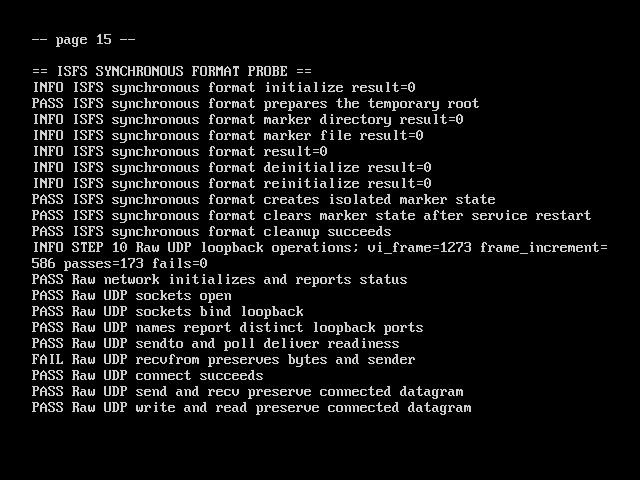 -- page 15 --
== ISFS SYNCHRONOUS FORMAT PROBE ==
INFO ISFS synchronous format initialize result=0
PASS ISFS synchronous format prepares the temporary root
INFO ISFS synchronous format marker directory result=0
INFO ISFS synchronous format marker file result=0
INFO ISFS synchronous format result=0
INFO ISFS synchronous format deinitialize result=0
INFO ISFS synchronous format reinitialize result=0
PASS ISFS synchronous format creates isolated marker state
PASS ISFS synchronous format clears marker state after service restart
PASS ISFS synchronous format cleanup succeeds
INFO STEP 10 Raw UDP loopback operations; vi_frame=1273 frame_increment=
586 passes=173 fails=0
PASS Raw network initializes and reports status
PASS Raw UDP sockets open
PASS Raw UDP sockets bind loopback
PASS Raw UDP names report distinct loopback ports
PASS Raw UDP sendto and poll deliver readiness
FAIL Raw UDP recvfrom preserves bytes and sender
PASS Raw UDP connect succeeds
PASS Raw UDP send and recv preserve connected datagram
PASS Raw UDP write and read preserve connected datagram